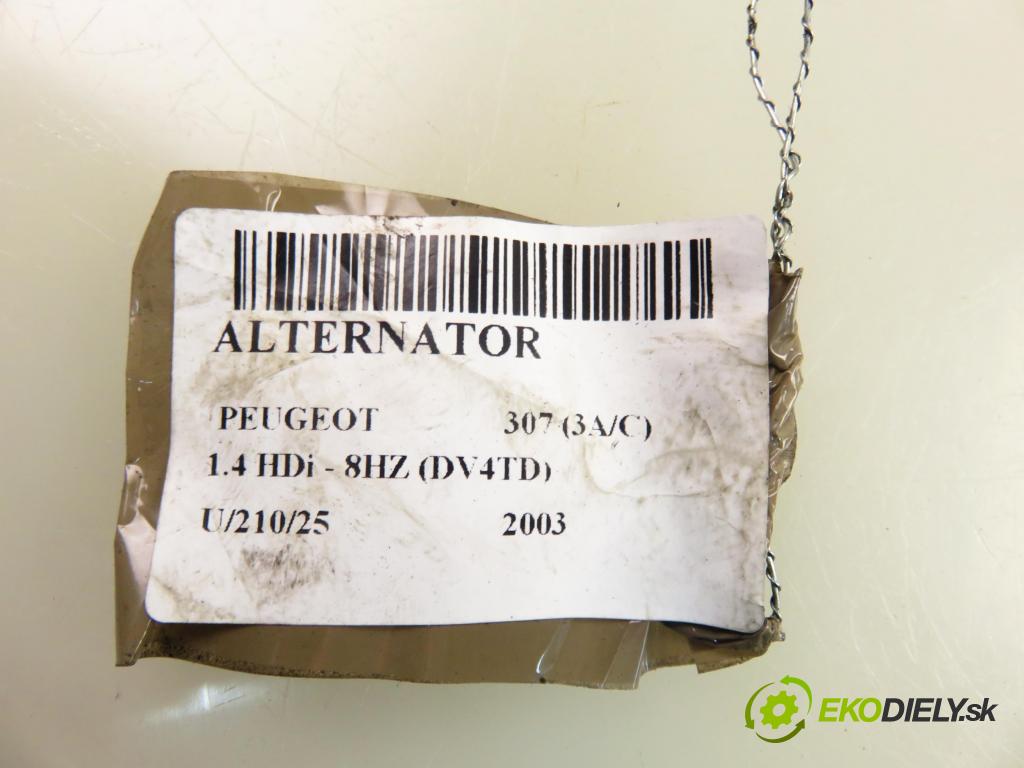 ALTERNATOR
PEUGEOT 307 (3A/C)
1.4 HDi - 8HZ (DV4TD)
U/210/25 2003
EKODIELY.sk